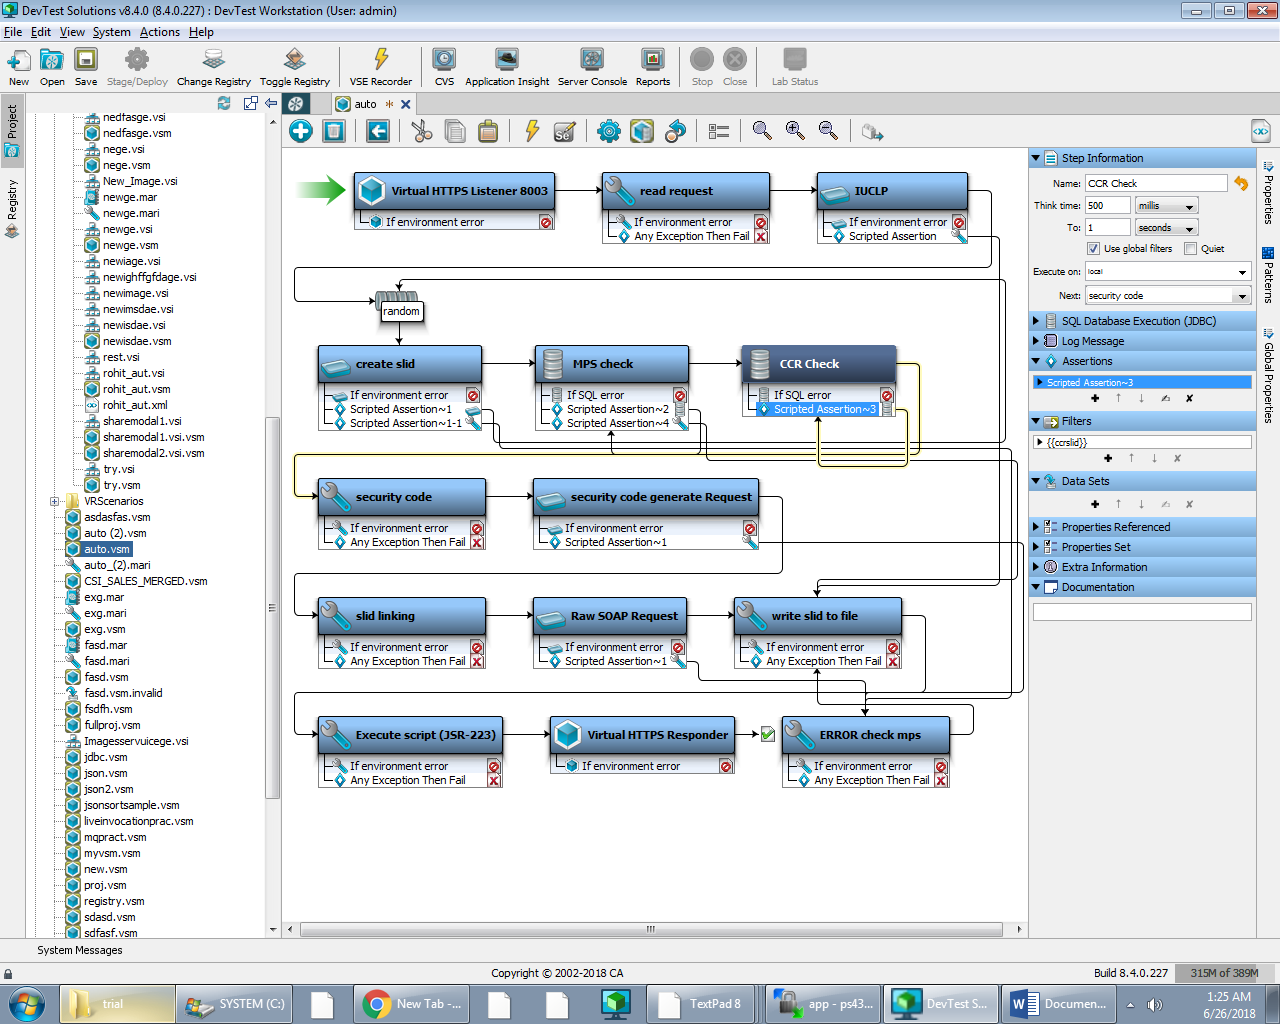 DevTest Solutions v8.4.0 (8.4.0.227) : DevTest Workstation (User: admin)
File Edit View System Actions Help
New Open Save Stage/Deploy Change Registry Toggle Registry VSE Recorder CVS Application Insight Server Console Reports Stop Close Lab Status
Project
Registry
nedfasge.vsi
nedfasge.vsm
nege.vsi
nege.vsm
New_Image.vsi
newge.mar
newge.mari
newge.vsi
newge.vsm
newiage.vsi
newighffgfdage.vsi
newimage.vsi
newimsdae.vsi
newisdae.vsi
newisdae.vsm
rest.vsi
rohit_aut.vsi
rohit_aut.vsm
rohit_aut.xml
sharemodal1.vsi
sharemodal1.vsi.vsm
sharemodal2.vsi.vsm
try.vsi
try.vsm
VRScenarios
asdasfas.vsm
auto (2).vsm
auto.vsm
auto_(2).mari
CSI_SALES_MERGED.vsm
exg.mar
exg.mari
exg.vsm
fasd.mar
fasd.mari
fasd.vsm
fasd.vsm.invalid
fsdfh.vsm
fullproj.vsm
Imagesservuicege.vsi
jdbc.vsm
json.vsm
json2.vsm
jsonsortsample.vsm
liveinvocationprac.vsm
mqpract.vsm
myvsm.vsm
new.vsm
proj.vsm
registry.vsm
sdasd.vsm
sdfasf.vsm
auto
Virtual HTTPS Listener 8003
If environment error
read request
If environment error
Any Exception Then Fail
IUCLP
If environment error
Scripted Assertion
random
create slid
If environment error
Scripted Assertion~1
Scripted Assertion~1-1
MPS check
If SQL error
Scripted Assertion~2
Scripted Assertion~4
CCR Check
If SQL error
Scripted Assertion~3
security code
If environment error
Any Exception Then Fail
security code generate Request
If environment error
Scripted Assertion~1
slid linking
If environment error
Any Exception Then Fail
Raw SOAP Request
If environment error
Scripted Assertion~1
write slid to file
If environment error
Any Exception Then Fail
Execute script (JSR-223)
If environment error
Any Exception Then Fail
Virtual HTTPS Responder
If environment error
ERROR check mps
If environment error
Any Exception Then Fail
Step Information
Name: CCR Check
Think time: 500 millis
To: 1 seconds
Use global filters Quiet
Execute on: local
Next: security code
SQL Database Execution (JDBC)
Log Message
Assertions
Scripted Assertion~3
Filters
{{ccrslid}}
Data Sets
Properties Referenced
Properties Set
Extra Information
Documentation
Properties
Patterns
Global Properties
System Messages
Copyright © 2002-2018 CA
Build 8.4.0.227 315M of 389M
trial SYSTEM (C:) New Tab -... TextPad 8 app - ps43... DevTest S... Documen...
1:25 AM
6/26/2018